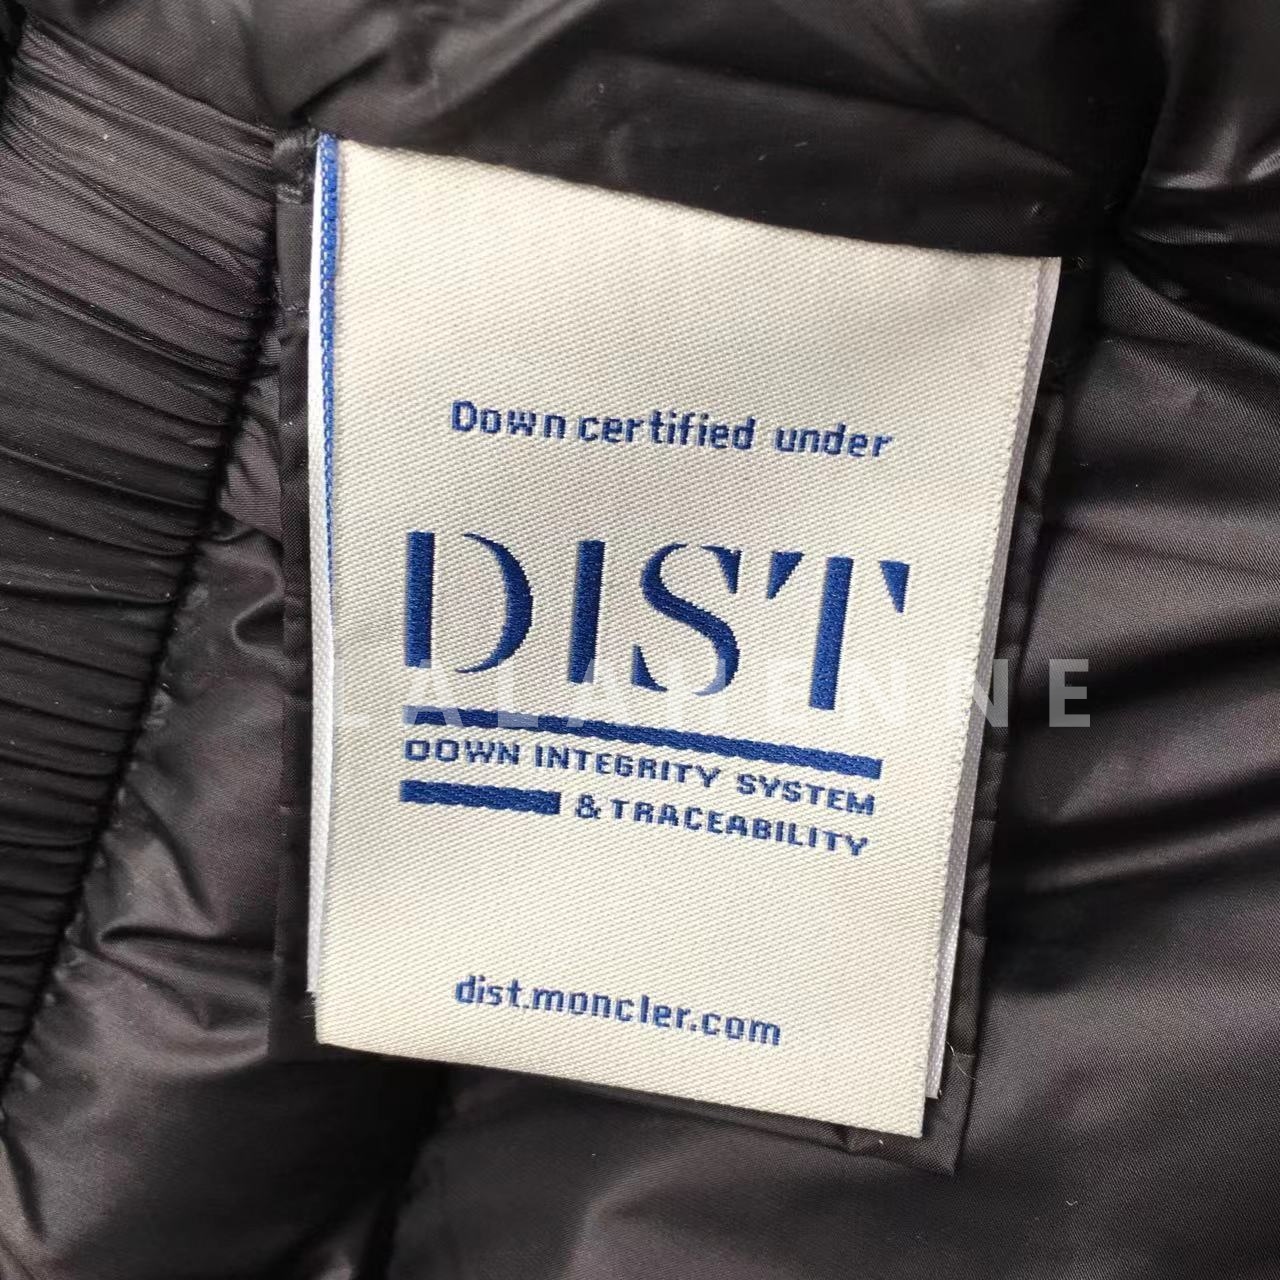 Down certified under
DIST
DOWN INTEGRITY SYSTEM
& TRACEABILITY
dist.moncler.com